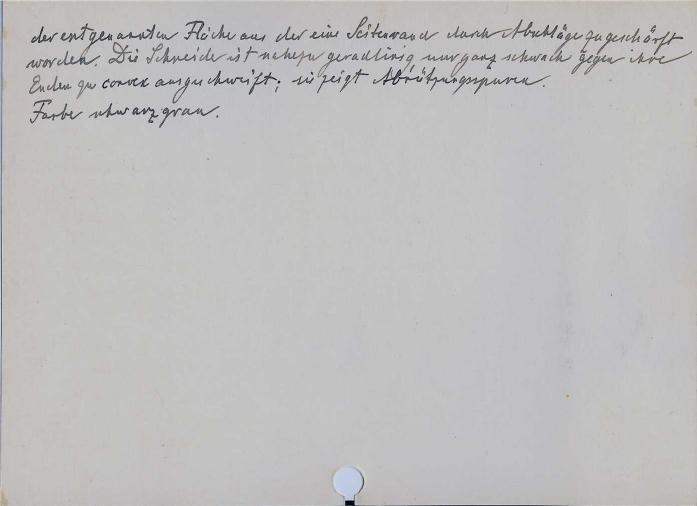 der erstgenannten Fläche aus der eine Seitenwand durch Abschläge zugeschärft
worden. Die Schneide ist nahezu geradlinig nur ganz schwach gegen ihre
Enden zu convex ausgeschweift; sie zeigt Abnützungsspuren.
Farbe schwarzgrau.